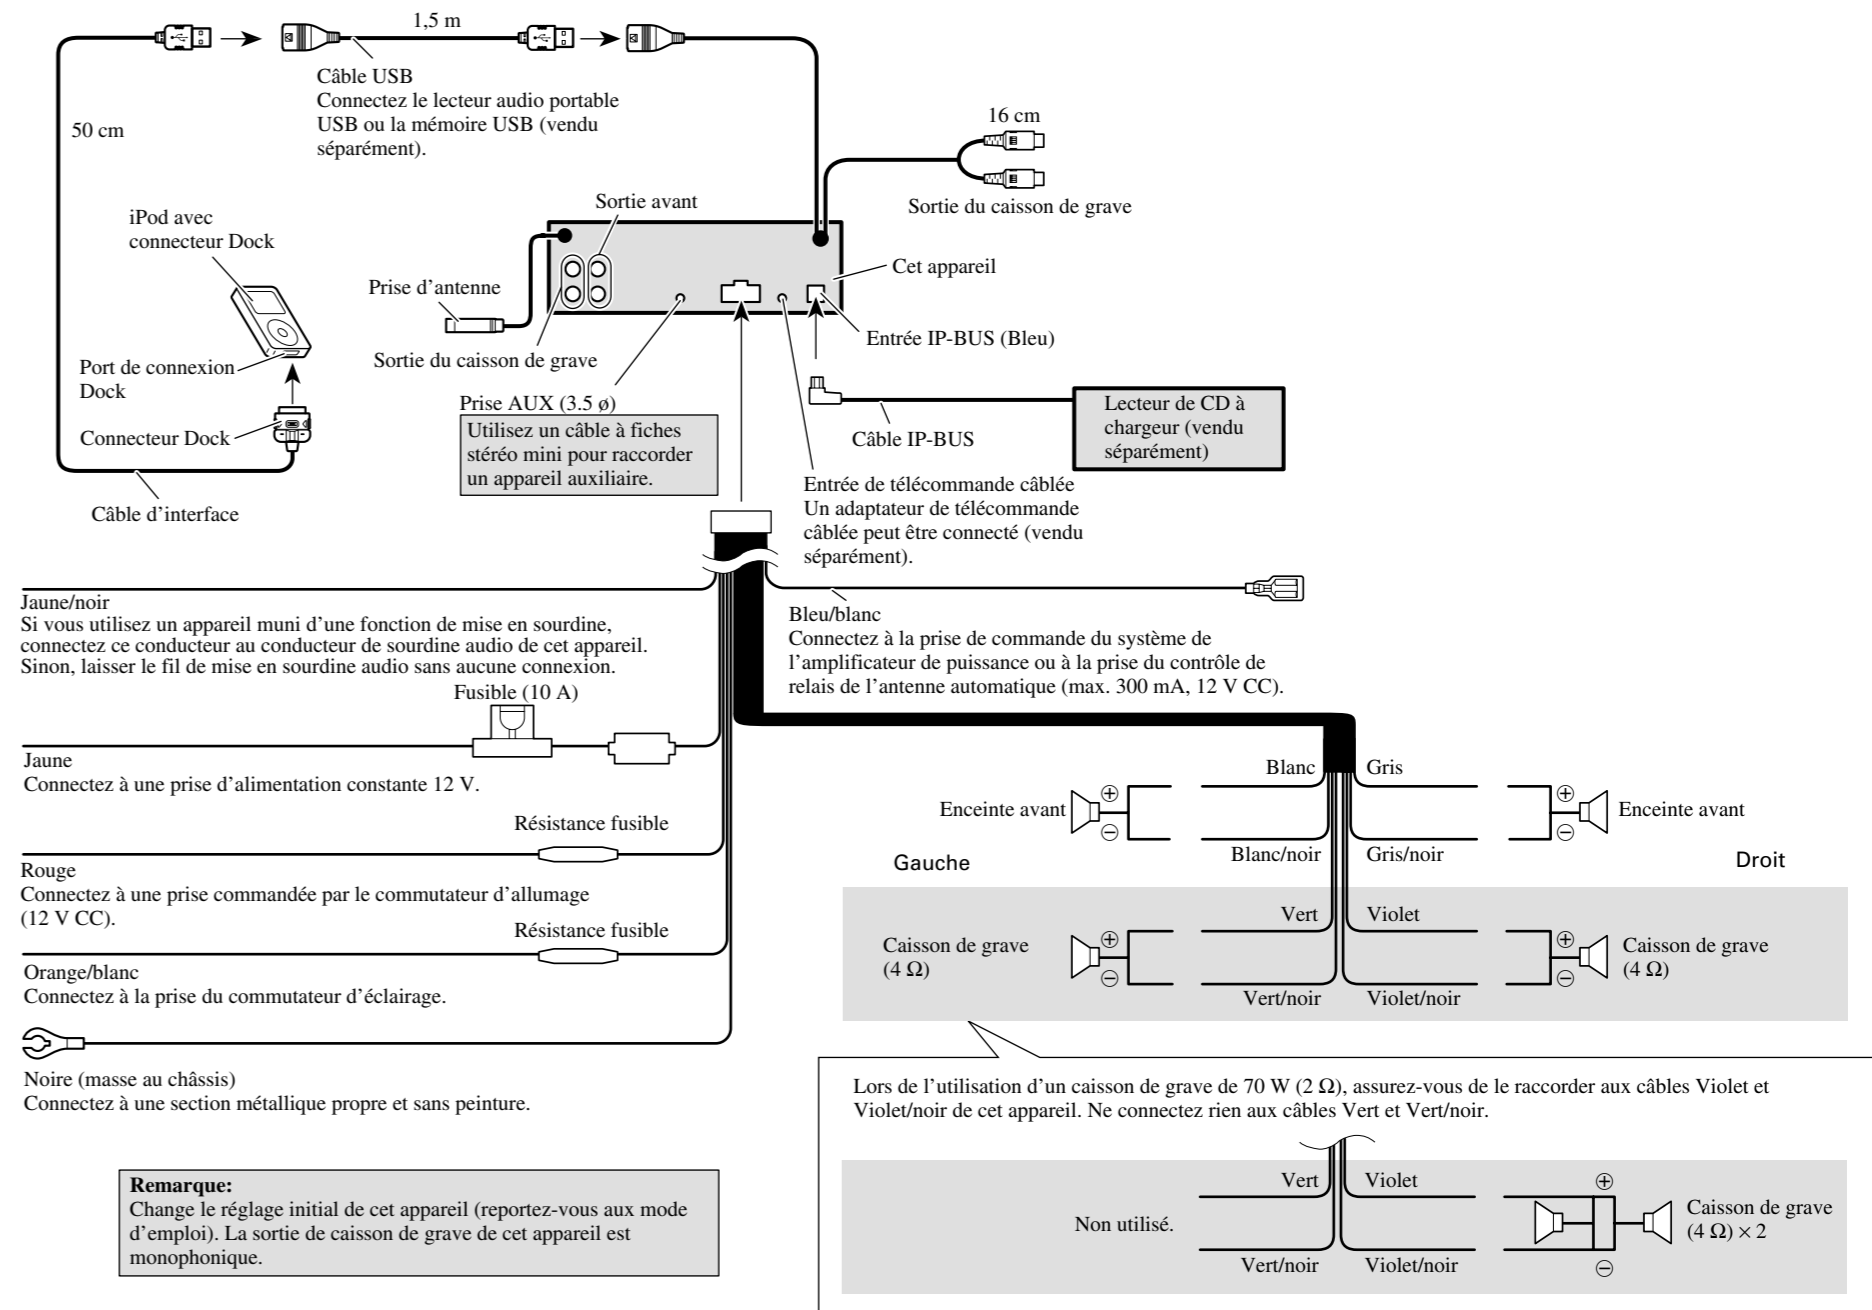 1,5 m
Câble USB
Connectez le lecteur audio portable
USB ou la mémoire USB (vendu
séparément).
50 cm
16 cm
Sortie du caisson de grave
iPod avec
connecteur Dock
Sortie avant
Prise d’antenne
Cet appareil
Entrée IP-BUS (Bleu)
Sortie du caisson de grave
Port de connexion
Dock
Connecteur Dock
Câble d’interface
Prise AUX (3.5 ø)
Utilisez un câble à fiches
stéréo mini pour raccorder
un appareil auxiliaire.
Câble IP-BUS
Lecteur de CD à
chargeur (vendu
séparément)
Entrée de télécommande câblée
Un adaptateur de télécommande
câblée peut être connecté (vendu
séparément).
Jaune/noir
Si vous utilisez un appareil muni d’une fonction de mise en sourdine,
connectez ce conducteur au conducteur de sourdine audio de cet appareil.
Sinon, laisser le fil de mise en sourdine audio sans aucune connexion.
Bleu/blanc
Connectez à la prise de commande du système de
l’amplificateur de puissance ou à la prise du contrôle de
relais de l’antenne automatique (max. 300 mA, 12 V CC).
Fusible (10 A)
Jaune
Connectez à une prise d’alimentation constante 12 V.
Résistance fusible
Rouge
Connectez à une prise commandée par le commutateur d’allumage
(12 V CC).
Résistance fusible
Orange/blanc
Connectez à la prise du commutateur d’éclairage.
Noire (masse au châssis)
Connectez à une section métallique propre et sans peinture.
Remarque:
Change le réglage initial de cet appareil (reportez-vous aux mode
d’emploi). La sortie de caisson de grave de cet appareil est
monophonique.
Blanc
Gris
Enceinte avant
⊕
⊖
⊕
⊖
Enceinte avant
Blanc/noir
Gris/noir
Gauche
Droit
Vert
Violet
Caisson de grave
(4 Ω)
⊕
⊖
⊕
⊖
Caisson de grave
(4 Ω)
Vert/noir
Violet/noir
Lors de l’utilisation d’un caisson de grave de 70 W (2 Ω), assurez-vous de le raccorder aux câbles Violet et
Violet/noir de cet appareil. Ne connectez rien aux câbles Vert et Vert/noir.
Vert
Violet
⊕
Non utilisé.
Caisson de grave
(4 Ω) × 2
Vert/noir
Violet/noir
⊖